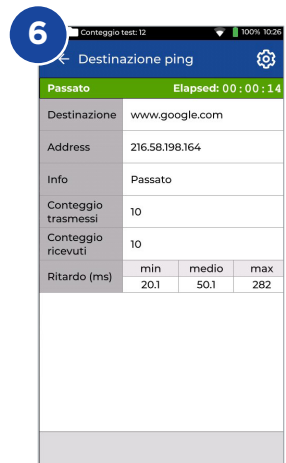 6
Conteggio test: 12 100% 10:26
← Destinazione ping
Passato Elapsed: 00:00:14
Destinazione www.google.com
Address 216.58.198.164
Info Passato
Conteggio
trasmessi 10
Conteggio
ricevuti 10
Ritardo (ms) min medio max
20.1 50.1 282